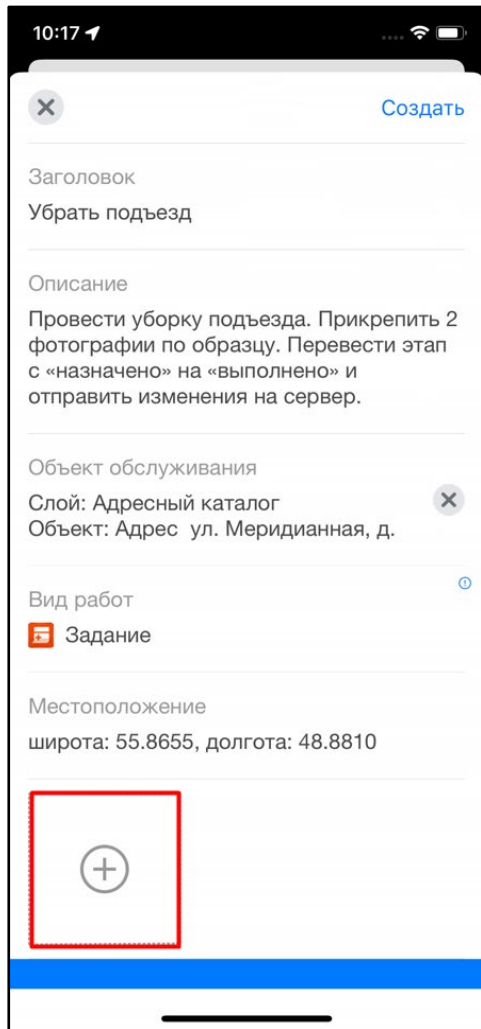 10:17
Создать
Заголовок
Убрать подъезд
Описание
Провести уборку подъезда. Прикрепить 2
фотографии по образцу. Перевести этап
с «назначено» на «выполнено» и
отправить изменения на сервер.
Объект обслуживания
Слой: Адресный каталог
Объект: Адрес  ул. Меридианная, д.
Вид работ
Задание
Местоположение
широта: 55.8655, долгота: 48.8810